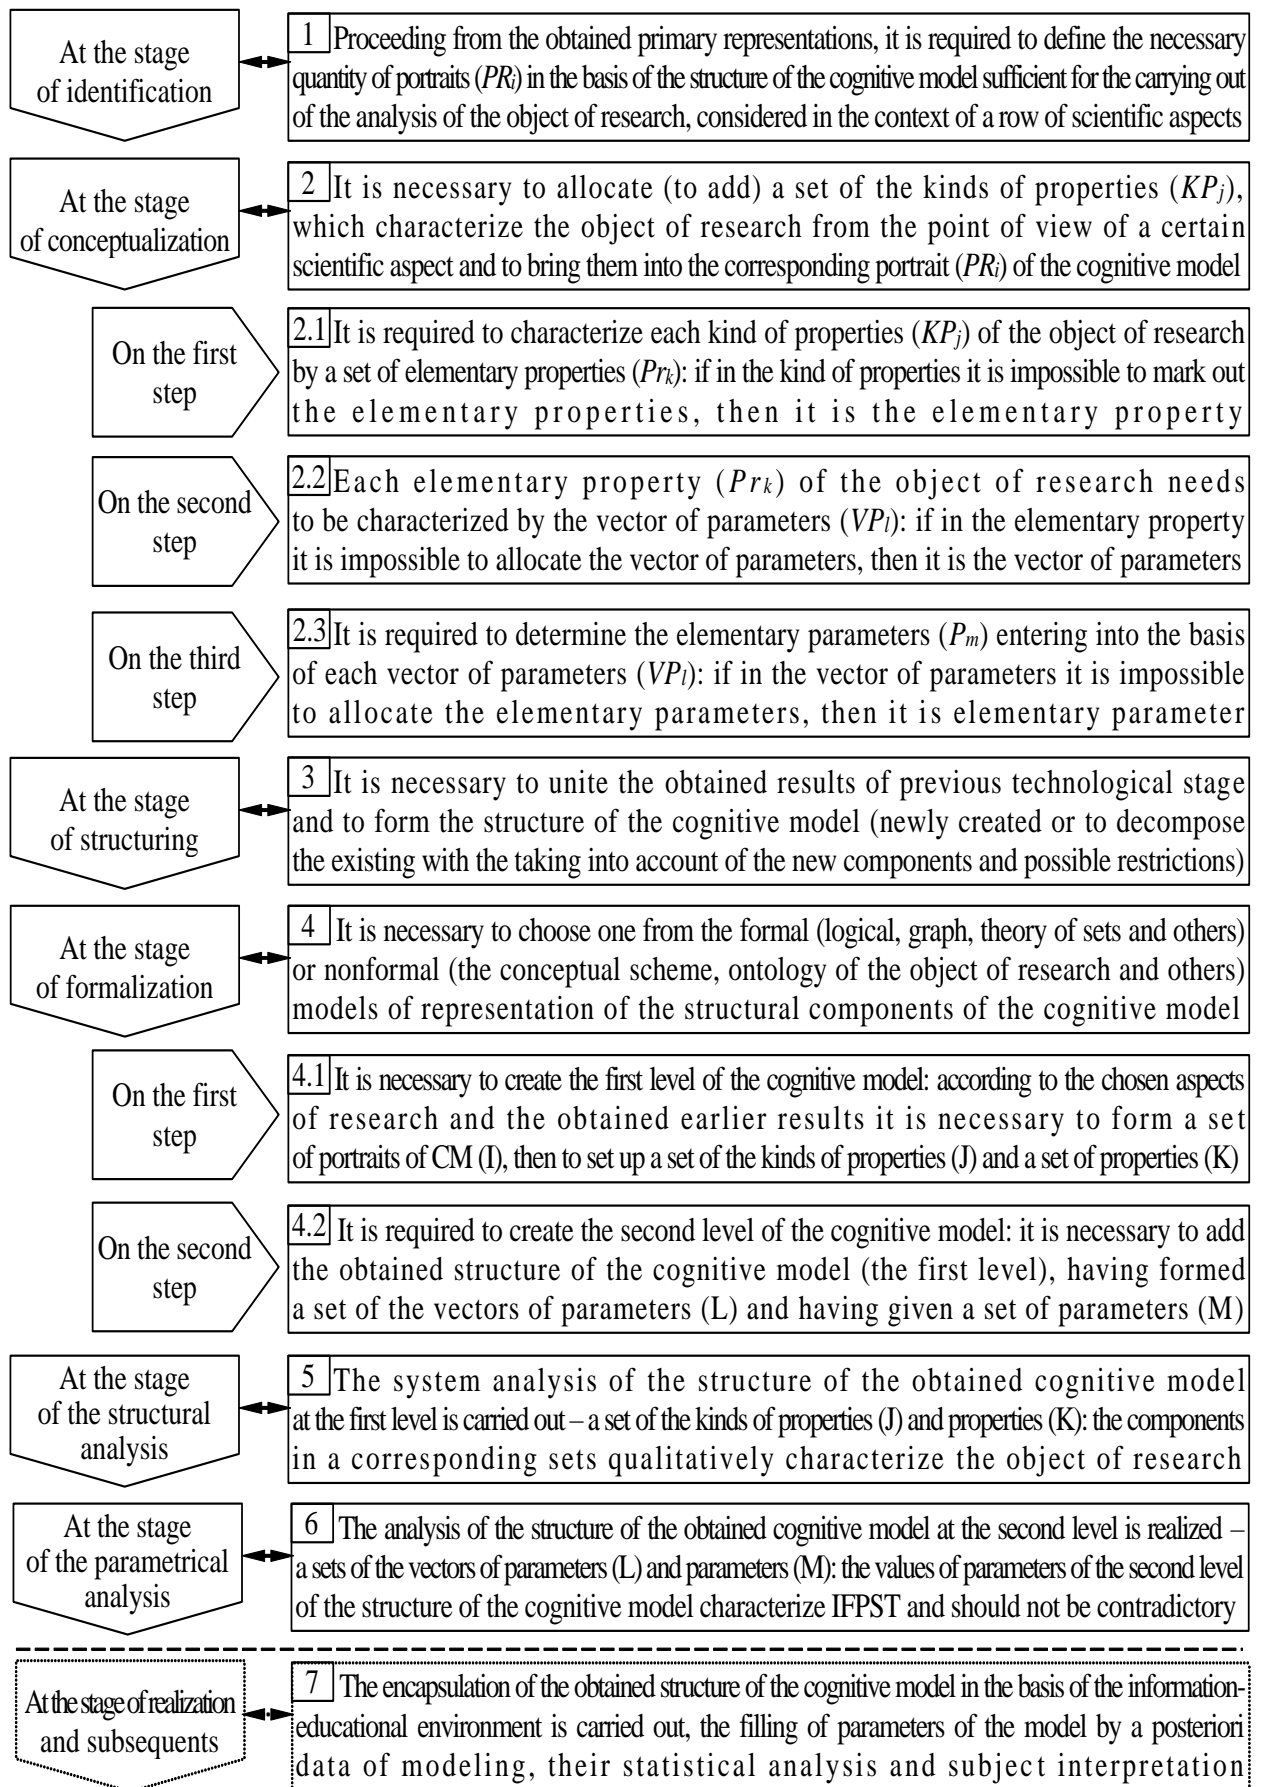 At the stage
of identification
1 Proceeding from the obtained primary representations, it is required to define the necessary
quantity of portraits (PRi) in the basis of the structure of the cognitive model sufficient for the carrying out
of the analysis of the object of research, considered in the context of a row of scientific aspects
At the stage
of conceptualization
2 It is necessary to allocate (to add) a set of the kinds of properties (KPj),
which characterize the object of research from the point of view of a certain
scientific aspect and to bring them into the corresponding portrait (PRi) of the cognitive model
On the first
step
2.1 It is required to characterize each kind of properties (KPj) of the object of research
by a set of elementary properties (Prk): if in the kind of properties it is impossible to mark out
the elementary properties, then it is the elementary property
On the second
step
2.2 Each elementary property (Prk) of the object of research needs
to be characterized by the vector of parameters (VPl): if in the elementary property
it is impossible to allocate the vector of parameters, then it is the vector of parameters
On the third
step
2.3 It is required to determine the elementary parameters (Pm) entering into the basis
of each vector of parameters (VPl): if in the vector of parameters it is impossible
to allocate the elementary parameters, then it is elementary parameter
At the stage
of structuring
3 It is necessary to unite the obtained results of previous technological stage
and to form the structure of the cognitive model (newly created or to decompose
the existing with the taking into account of the new components and possible restrictions)
At the stage
of formalization
4 It is necessary to choose one from the formal (logical, graph, theory of sets and others)
or nonformal (the conceptual scheme, ontology of the object of research and others)
models of representation of the structural components of the cognitive model
On the first
step
4.1 It is necessary to create the first level of the cognitive model: according to the chosen aspects
of research and the obtained earlier results it is necessary to form a set
of portraits of CM (I), then to set up a set of the kinds of properties (J) and a set of properties (K)
On the second
step
4.2 It is required to create the second level of the cognitive model: it is necessary to add
the obtained structure of the cognitive model (the first level), having formed
a set of the vectors of parameters (L) and having given a set of parameters (M)
At the stage
of the structural
analysis
5 The system analysis of the structure of the obtained cognitive model
at the first level is carried out – a set of the kinds of properties (J) and properties (K): the components
in a corresponding sets qualitatively characterize the object of research
At the stage
of the parametrical
analysis
6 The analysis of the structure of the obtained cognitive model at the second level is realized –
a sets of the vectors of parameters (L) and parameters (M): the values of parameters of the second level
of the structure of the cognitive model characterize IFPST and should not be contradictory
At the stage of realization
and subsequents
7 The encapsulation of the obtained structure of the cognitive model in the basis of the information-
educational environment is carried out, the filling of parameters of the model by a posteriori
data of modeling, their statistical analysis and subject interpretation